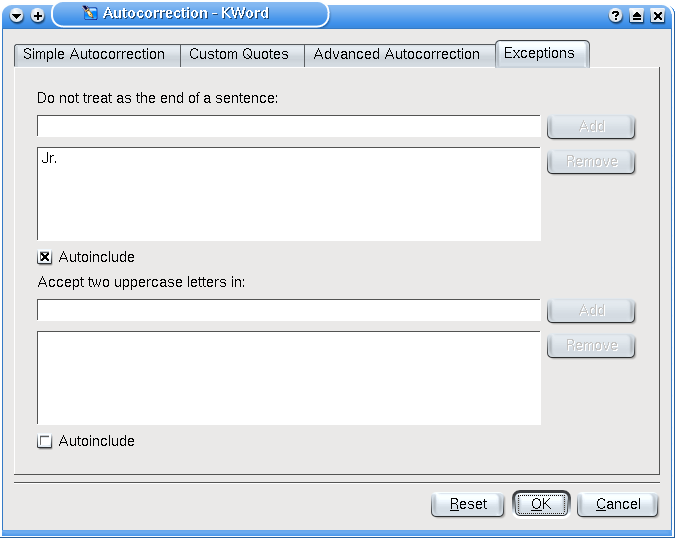 Autocorrection - KWord
Simple Autocorrection Custom Quotes Advanced Autocorrection Exceptions
Do not treat as the end of a sentence:
Add
Jr.
Remove
Autoinclude
Accept two uppercase letters in:
Add
Remove
Autoinclude
Reset OK Cancel